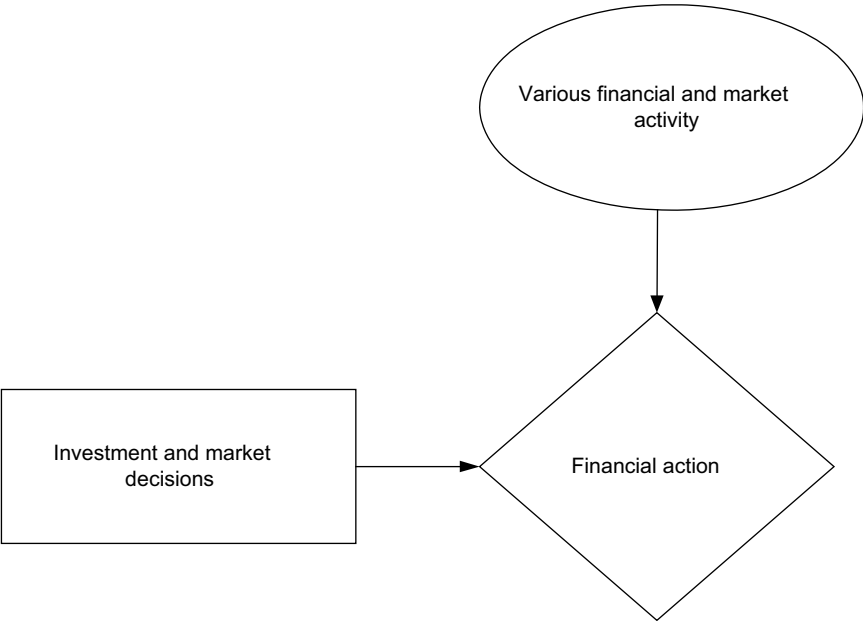 Various financial and market
activity
Investment and market
decisions
Financial action